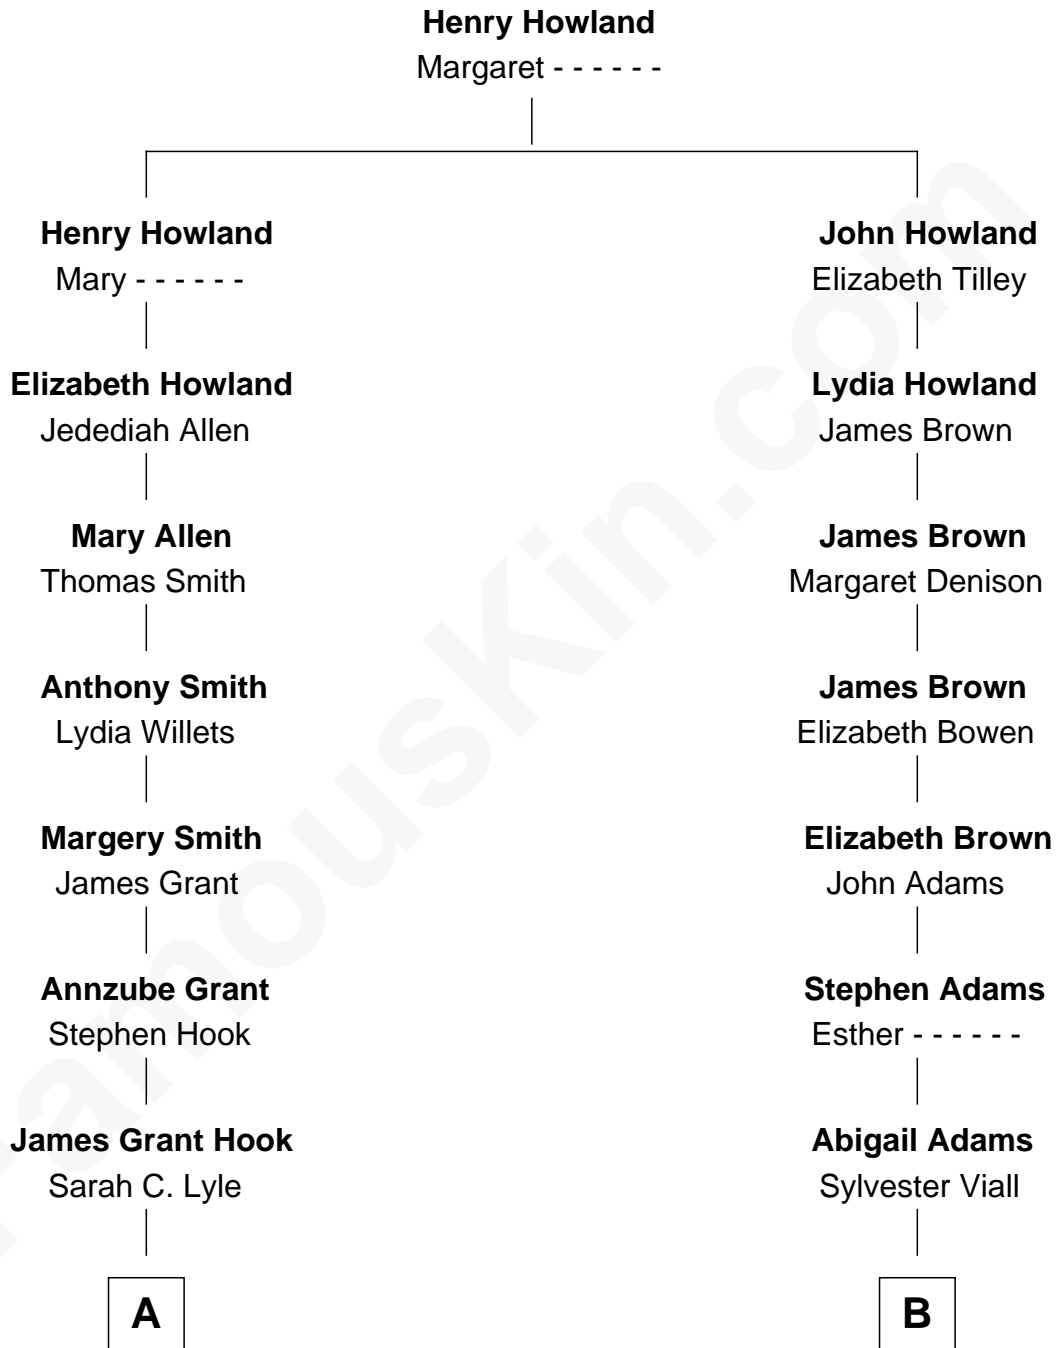 Henry Howland
Margaret - - - - - -
Henry Howland
Mary - - - - - -
John Howland
Elizabeth Tilley
Elizabeth Howland
Jedediah Allen
Lydia Howland
James Brown
Mary Allen
Thomas Smith
James Brown
Margaret Denison
Anthony Smith
Lydia Willets
James Brown
Elizabeth Bowen
Margery Smith
James Grant
Elizabeth Brown
John Adams
Annzube Grant
Stephen Hook
Stephen Adams
Esther - - - - - -
James Grant Hook
Sarah C. Lyle
Abigail Adams
Sylvester Viall
A
B
FamousKin.com